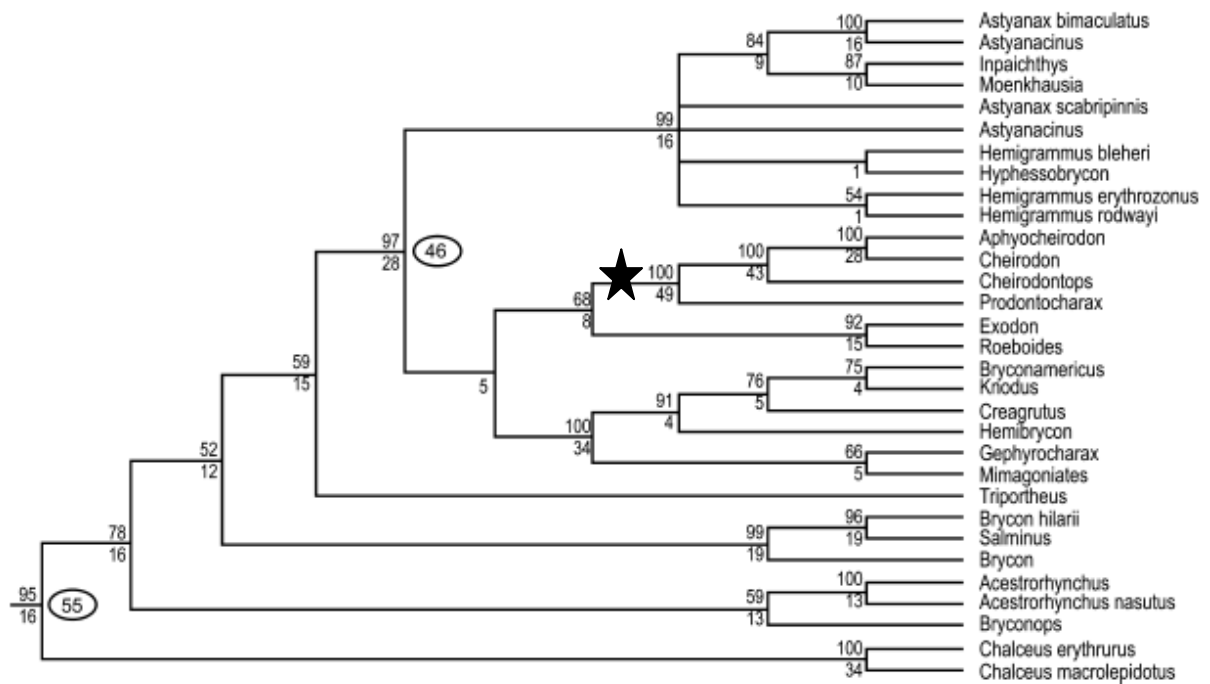 100
Astyanax bimaculatus
84
16
Astyanacinus
9
87
Inpaichthys
10
Moenkhausia
Astyanax scabripinnis
99
16
Astyanacinus
Hemigrammus bleheri
1
Hyphessobrycon
54
Hemigrammus erythrozonus
1
Hemigrammus rodwayi
97
28
46
100
Aphyocheirodon
100
28
Cheirodon
100
43
Cheirodontops
49
Prodontocharax
68
8
92
Exodon
15
Roeboides
59
15
5
75
Bryconamericus
76
4
Knodus
91
5
Creagrutus
100
4
Hemibrycon
34
66
Gephyrocharax
5
Mimagoniates
52
12
Triportheus
96
Brycon hilarii
99
19
Salminus
78
16
19
Brycon
100
Acestrorhynchus
59
13
Acestrorhynchus nasutus
95
16
55
13
Bryconops
100
Chalceus erythrurus
34
Chalceus macrolepidotus